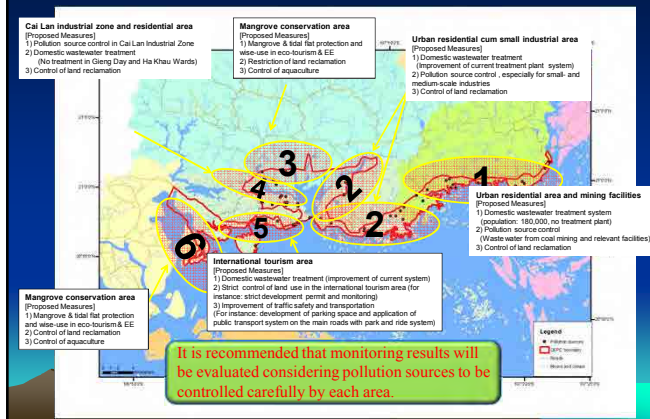 Cai Lan industrial zone and residential area
[Proposed Measures]
1) Pollution source control in Cai Lan Industrial Zone
2) Domestic wastewater treatment
(No treatment in Gieng Day and Ha Khau Wards)
3) Control of land reclamation
Mangrove conservation area
[Proposed Measures]
1) Mangrove & tidal flat protection and
wise-use in eco-tourism & EE
2) Restriction of land reclamation
3) Control of aquaculture
Urban residential cum small industrial area
[Proposed Measures]
1) Domestic wastewater treatment
(Improvement of current treatment plant system)
2) Pollution source control , especially for small- and
medium-scale industries
3) Control of land reclamation
3
4
2
1
5
2
6
Urban residential area and mining facilities
[Proposed Measures]
1) Domestic wastewater treatment system
(population: 180,000, no treatment plant)
2) Pollution source control
(Wastewater from coal mining and relevant facilities)
3) Control of land reclamation
International tourism area
[Proposed Measures]
1) Domestic wastewater treatment (improvement of current system)
2) Strict control of land use in the international tourism area (for
instance: strict development permit and monitoring)
3) Improvement of traffic safety and transportation
(For instance: development of parking space and application of
public transport system on the main roads with park and ride system)
Mangrove conservation area
[Proposed Measures]
1) Mangrove & tidal flat protection
and wise-use in eco-tourism & EE
2) Control of land reclamation
3) Control of aquaculture
Legend
Pollution sources
Roads
It is recommended that monitoring results will
be evaluated considering pollution sources to be
controlled carefully by each area.